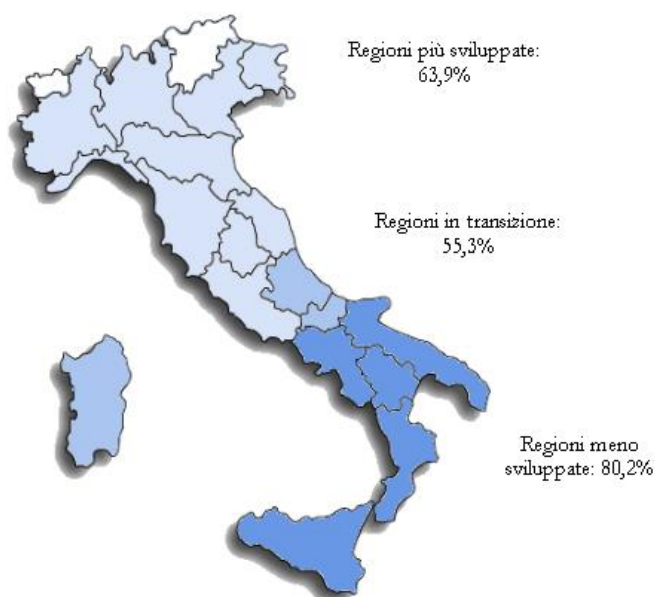 Regioni più sviluppate:
63,9%
Regioni in transizione:
55,3%
Regioni meno
sviluppate: 80,2%